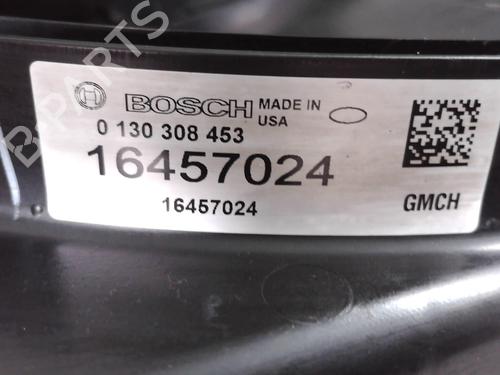 BOSCH MADE IN USA
0 130 308 453
16457024
16457024
GMCH
B-PARTS